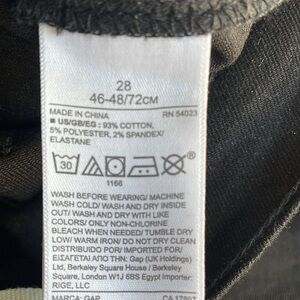 28
46-48/72CM
MADE IN CHINA RN 54023
■ US/GB/EG : 93% COTTON,
5% POLYESTER, 2% SPANDEX/
ELASTANE
30
1166
WASH BEFORE WEARING/ MACHINE
WASH COLD/ WASH AND DRY INSIDE
OUT/ WASH AND DRY WITH LIKE
COLORS/ ONLY NON-CHLORINE
BLEACH WHEN NEEDED/ TUMBLE DRY
LOW/ WARM IRON/ DO NOT DRY CLEAN
DISTRIBUIDO POR/IMPORTED FOR/
ΕΙΣΑΓΕΤΑΙ ΑΠΟ ΤΗΝ: Gap (UK Holdings)
Ltd, Berkeley Square House / Berkeley
Square, London W1J 6BS Egypt Importer:
RIGE, LLC
MARCA: GAP CA 17897